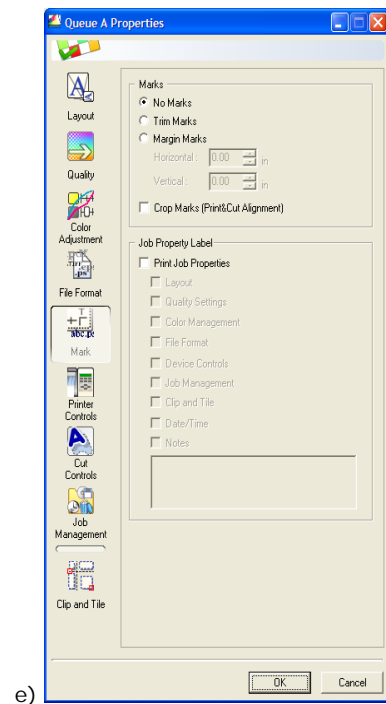 Queue A Properties
Layout
Quality
Color
Adjustment
File Format
Mark
Printer
Controls
Cut
Controls
Job
Management
Clip and Tile
Marks
No Marks
Trim Marks
Margin Marks
Horizontal : 0.00 in
Vertical : 0.00 in
Crop Marks (Print&Cut Alignment)
Job Property Label
Print Job Properties
Layout
Quality Settings
Color Management
File Format
Device Controls
Job Management
Clip and Tile
Date/Time
Notes
OK Cancel
e)